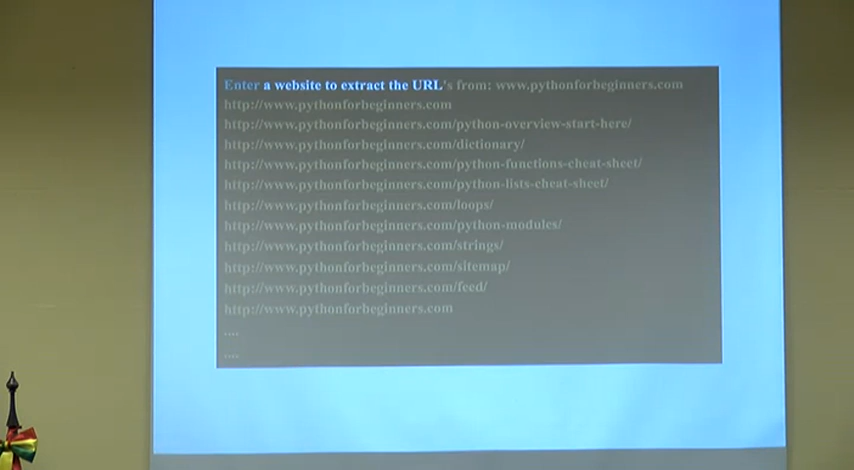 Enter a website to extract the URL's from: www.pythonforbeginners.com
http://www.pythonforbeginners.com
http://www.pythonforbeginners.com/python-overview-start-here/
http://www.pythonforbeginners.com/dictionary/
http://www.pythonforbeginners.com/python-functions-cheat-sheet/
http://www.pythonforbeginners.com/python-lists-cheat-sheet/
http://www.pythonforbeginners.com/loops/
http://www.pythonforbeginners.com/python-modules/
http://www.pythonforbeginners.com/strings/
http://www.pythonforbeginners.com/sitemap/
http://www.pythonforbeginners.com/feed/
http://www.pythonforbeginners.com
....
....